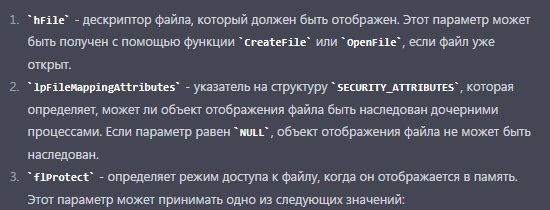 1. `hFile` - дескриптор файла, который должен быть отображен. Этот параметр может
быть получен с помощью функции `CreateFile` или `OpenFile`, если файл уже
открыт.
2. `lpFileMappingAttributes` - указатель на структуру `SECURITY_ATTRIBUTES`, которая
определяет, может ли объект отображения файла быть наследован дочерними
процессами. Если параметр равен `NULL`, объект отображения файла не может быть
наследован.
3. `flProtect` - определяет режим доступа к файлу, когда он отображается в память.
Этот параметр может принимать одно из следующих значений: